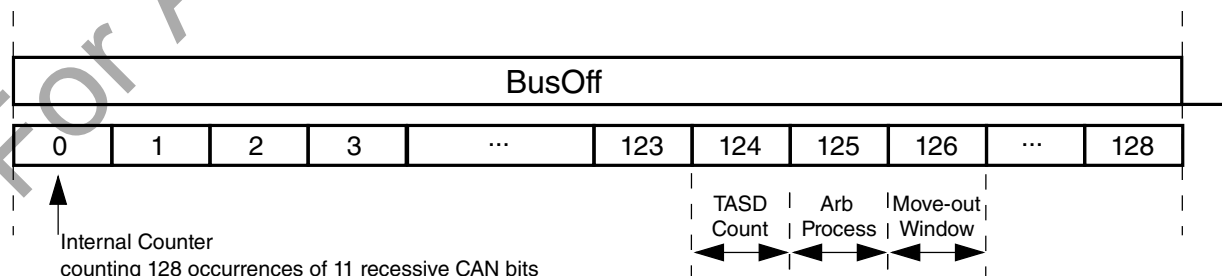 BusOff
0 1 2 3 ... 123 124 125 126 ... 128
TASD Count Arb Process Move-out Window
Internal Counter
counting 128 occurrences of 11 recessive CAN bits
For